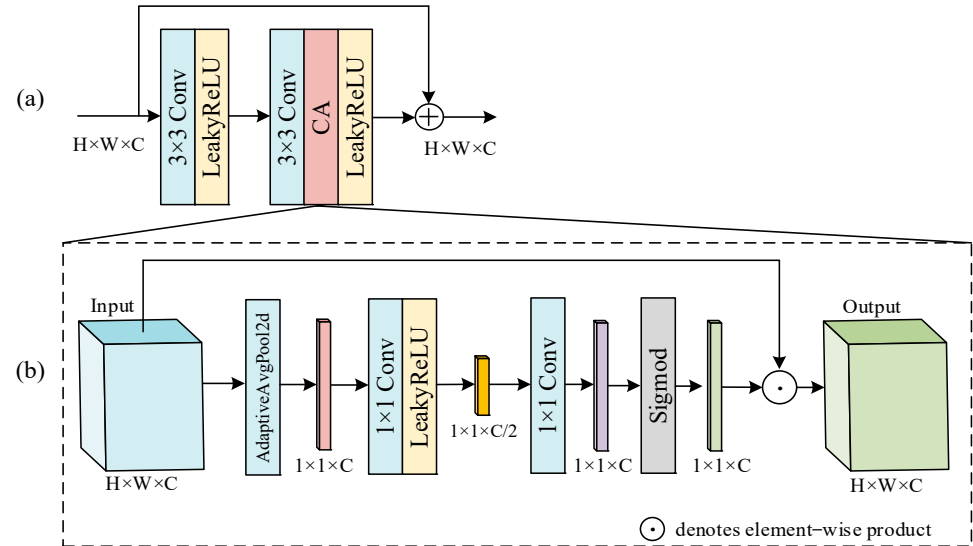 (a)
H×W×C
3×3 Conv
LeakyReLU
3×3 Conv
CA
LeakyReLU
H×W×C
(b)
Input
H×W×C
AdaptiveAvgPool2d
1×1×C
1×1 Conv
LeakyReLU
1×1×C/2
1×1 Conv
1×1×C
Sigmod
1×1×C
Output
H×W×C
denotes element−wise product